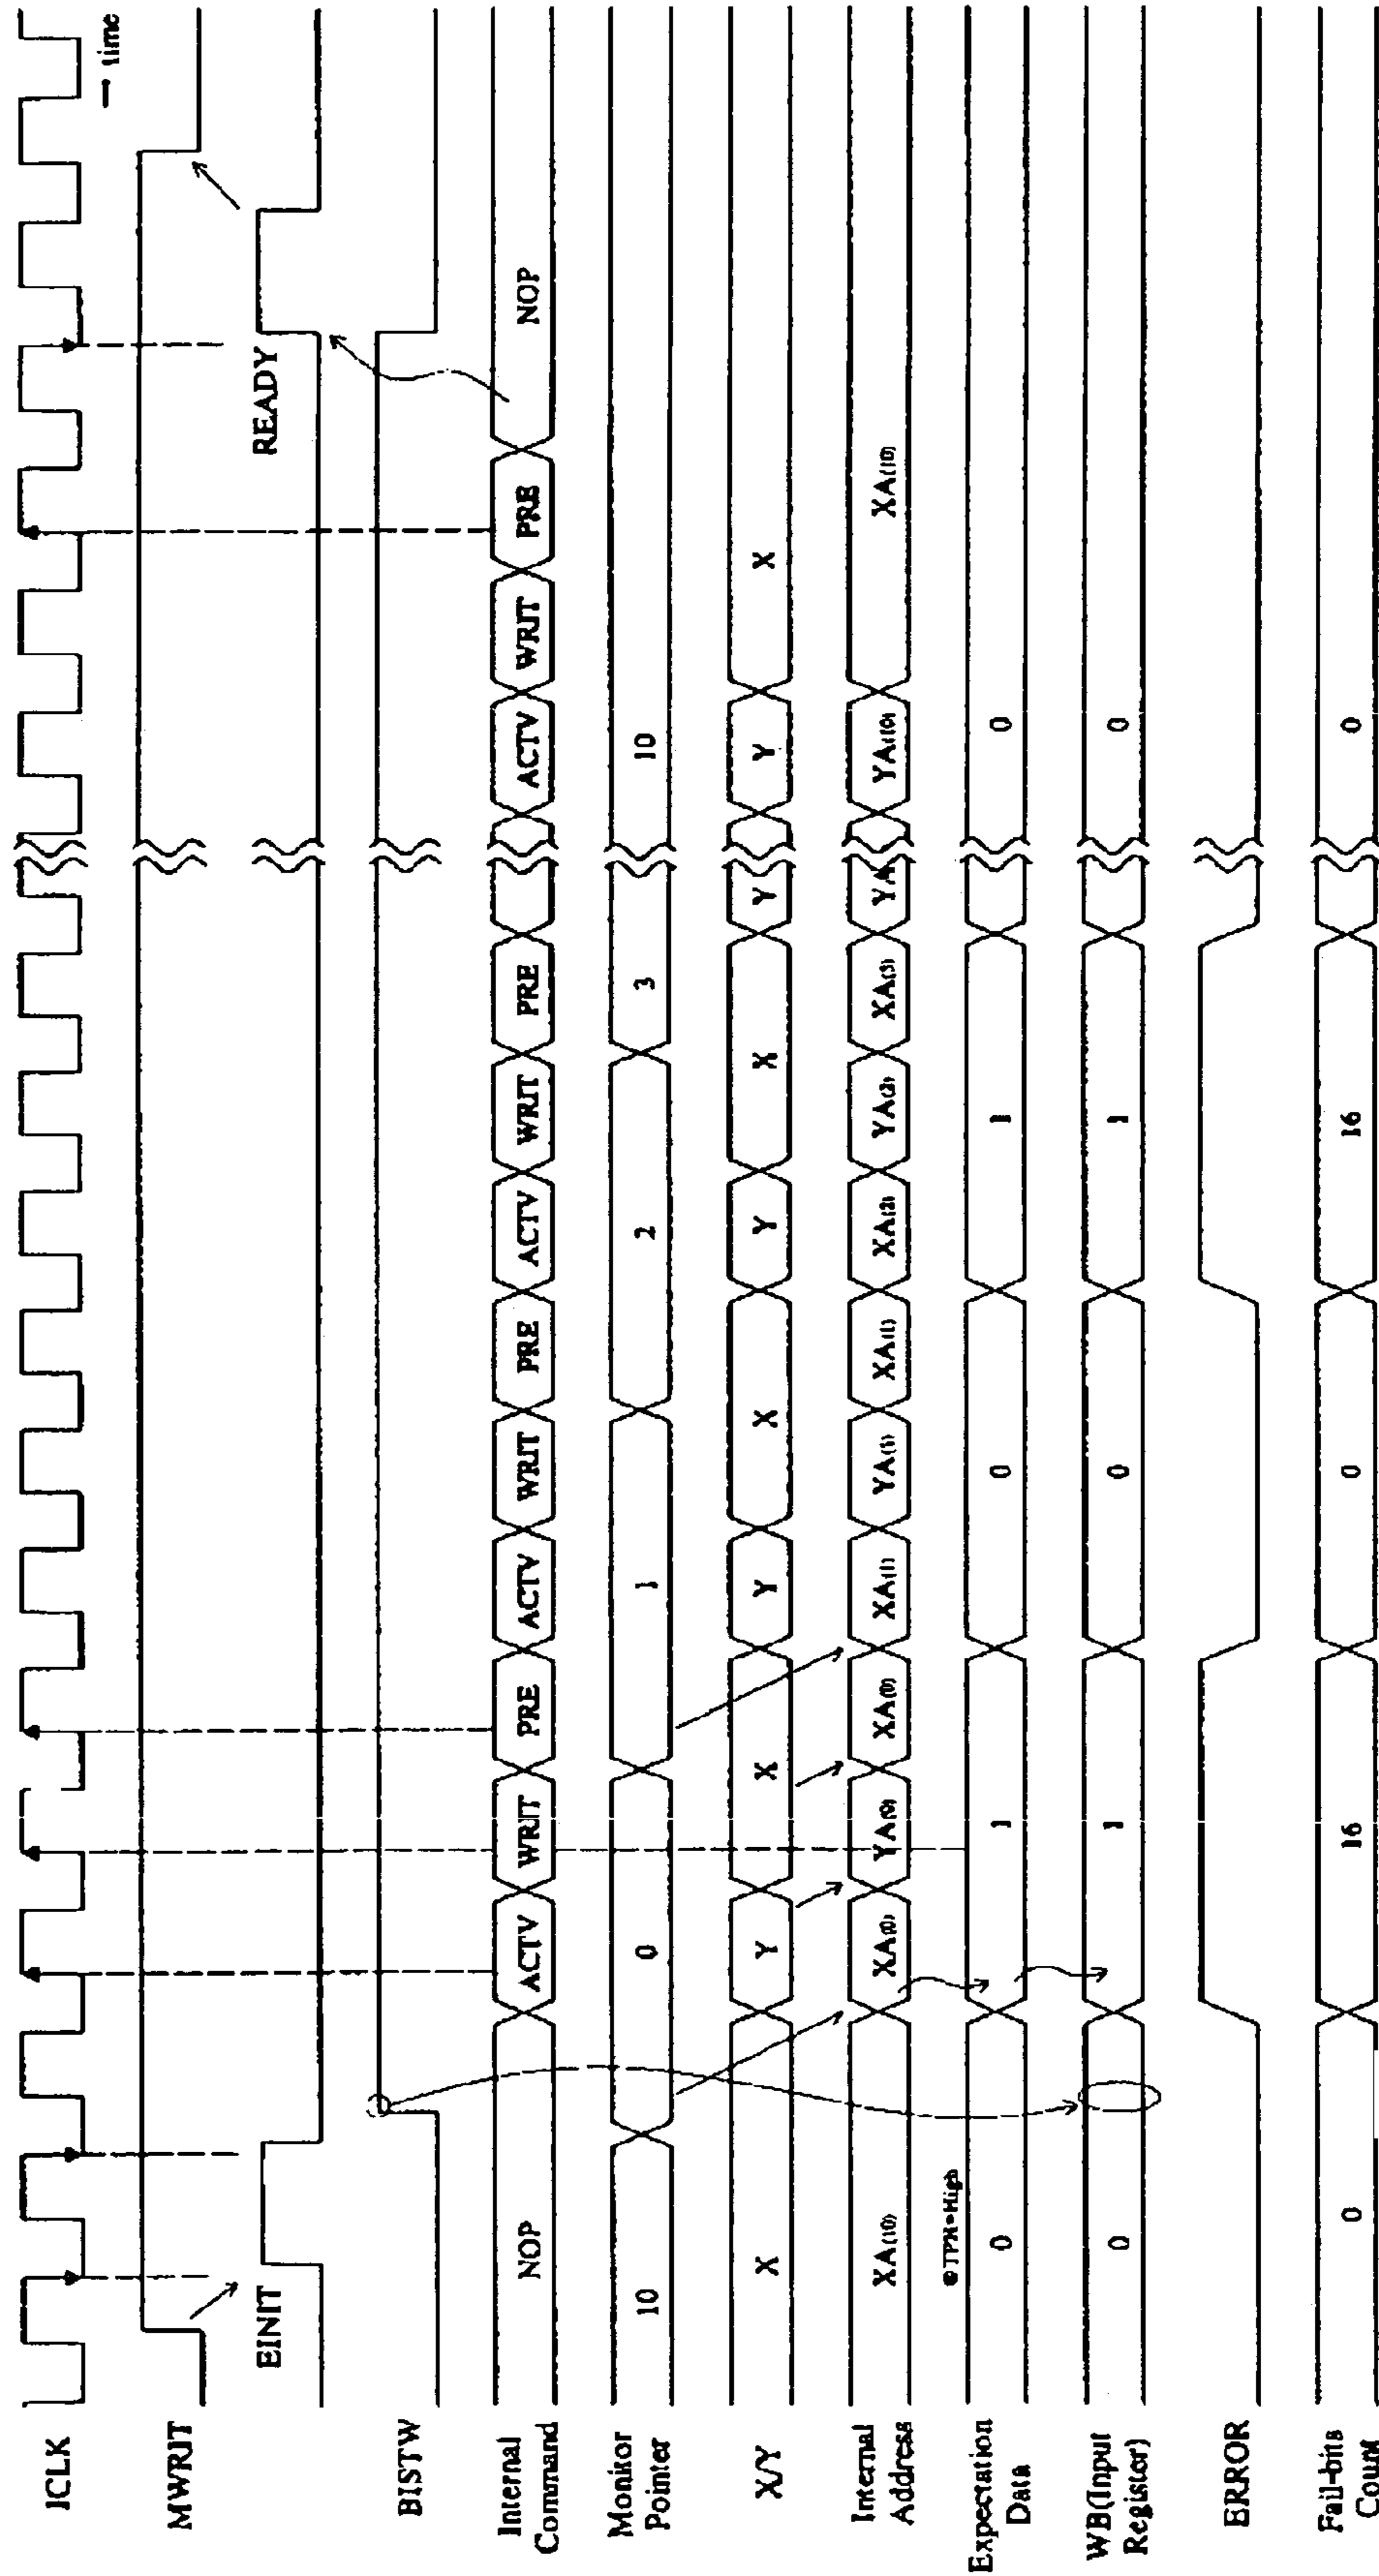 ICLK
→ time
MWRIT
EINIT READY
BISTW
Internal
Command
NOP ACTV WRIT PRE ACTV WRIT PRE ACTV WRIT PRE ACTV WRIT PRE NOP
Monitor
Pointer
10 0 1 2 3 10
X/Y
X Y X Y X Y X Y Y X
Internal
Address
XA(10) XA(0) YA(0) XA(0) XA(1) YA(1) XA(1) XA(2) YA(2) XA(3) YA YA(10) XA(10)
Expectation
Data
0 1 0 1 0
WB(Input
Register)
0 1 0 1 0
ERROR
Fail-bits
Count
0 16 0 16 0